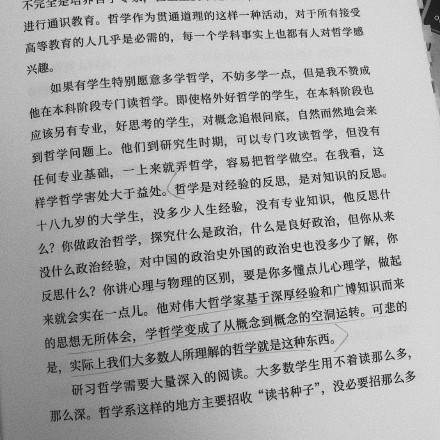 进行通识教育。哲学作为贯通道理的这样一种活动，对于所有接受
高等教育的人几乎是必需的，每一个学科事实上也都有人对哲学感
兴趣。
如果有学生特别愿意多学哲学，不妨多学一点，但是我不赞成
他在本科阶段专门读哲学。即使格外好哲学的学生，在本科阶段也
应该另有专业，好思考的学生，对概念追根问底，自然而然地会来
到哲学问题上。他们到研究生时期，可以专门攻读哲学，但没有
任何专业基础，一上来就弄哲学，容易把哲学做空。在我看，这
样学哲学害处大于益处。哲学是对经验的反思，是对知识的反思。
十八九岁的大学生，没多少人生经验，没有专业知识，他反思什
么？你做政治哲学，探究什么是政治，什么是良好政治，但你从来
没什么政治经验，对中国的政治史外国的政治史也没多少了解，你
反思什么？你讲心理与物理的区别，要是你多懂点儿心理学，做起
来就会实在一点儿。他对伟大哲学家基于深厚经验和广博知识而来
的思想无所体会，学哲学变成了从概念到概念的空洞运转。可悲的
是，实际上我们大多数人所理解的哲学就是这种东西。
研习哲学需要大量深入的阅读。大多数学生用不着读那么多，
那么深。哲学系这样的地方主要招收“读书种子”，没必要招那么多